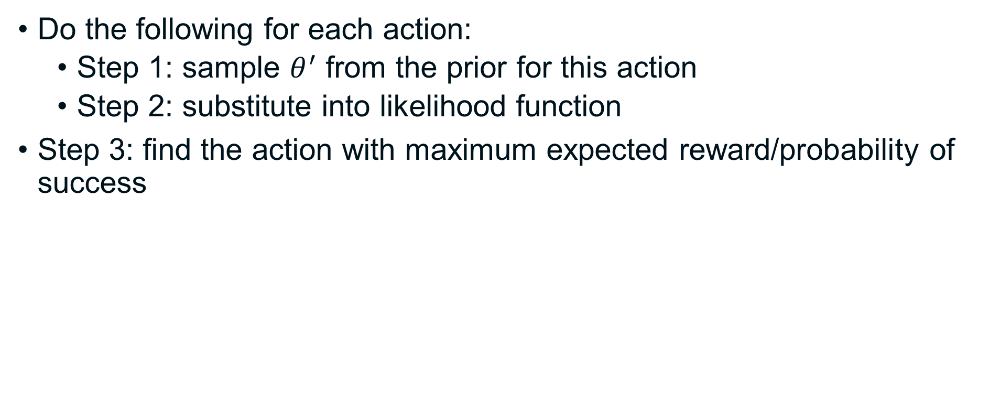 • Do the following for each action:
• Step 1: sample θ′ from the prior for this action
• Step 2: substitute into likelihood function
• Step 3: find the action with maximum expected reward/probability of
success